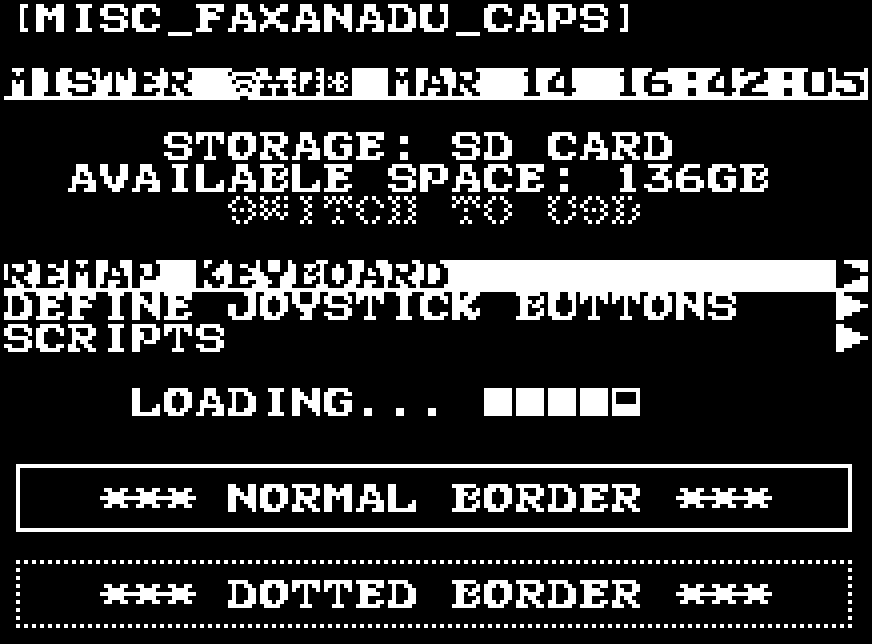 [MISC_FAXANADU_CAPS]
MISTER MAR 14 16:42:05
STORAGE: SD CARD
AVAILABLE SPACE: 136GB
SWITCH TO USB
REMAP KEYBOARD ►
DEFINE JOYSTICK BUTTONS ►
SCRIPTS ►
LOADING...
*** NORMAL BORDER ***
*** DOTTED BORDER ***